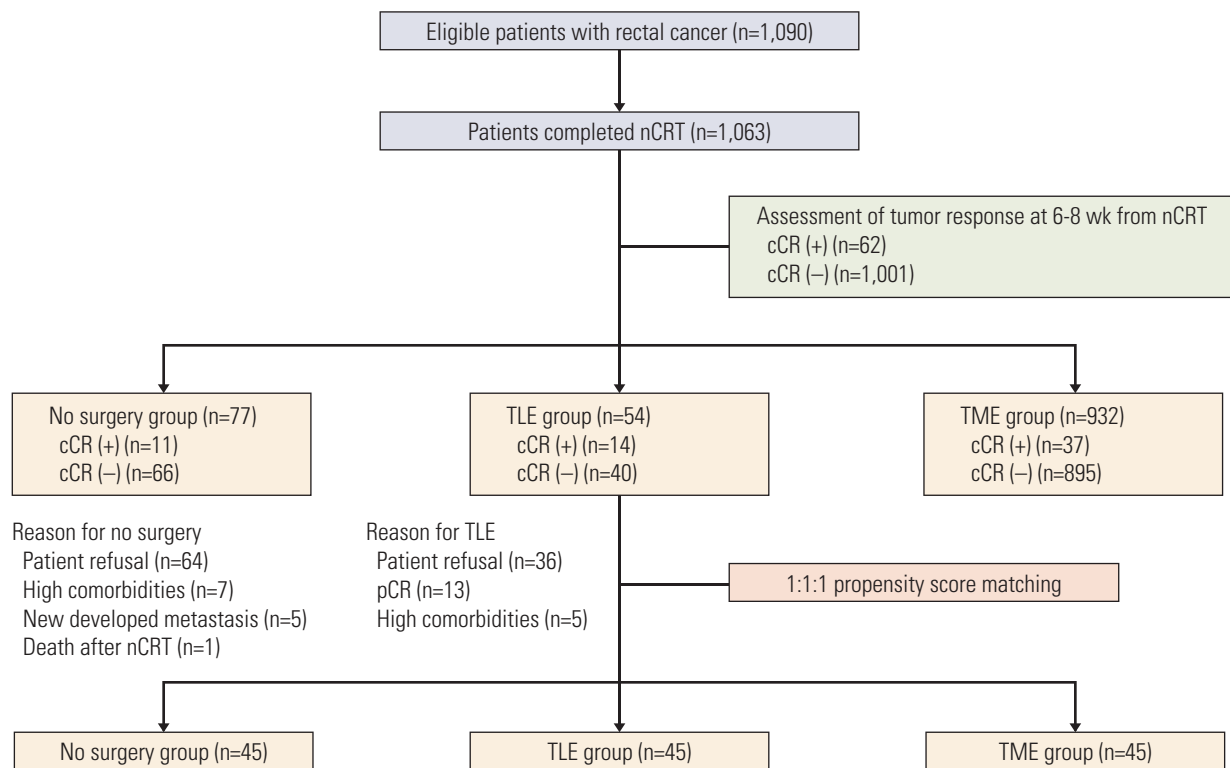 Eligible patients with rectal cancer (n=1,090)
Patients completed nCRT (n=1,063)
Assessment of tumor response at 6-8 wk from nCRT
cCR (+) (n=62)
cCR (–) (n=1,001)
No surgery group (n=77)
cCR (+) (n=11)
cCR (–) (n=66)
TLE group (n=54)
cCR (+) (n=14)
cCR (–) (n=40)
TME group (n=932)
cCR (+) (n=37)
cCR (–) (n=895)
Reason for no surgery
Patient refusal (n=64)
High comorbidities (n=7)
New developed metastasis (n=5)
Death after nCRT (n=1)
Reason for TLE
Patient refusal (n=36)
pCR (n=13)
High comorbidities (n=5)
1:1:1 propensity score matching
No surgery group (n=45)
TLE group (n=45)
TME group (n=45)